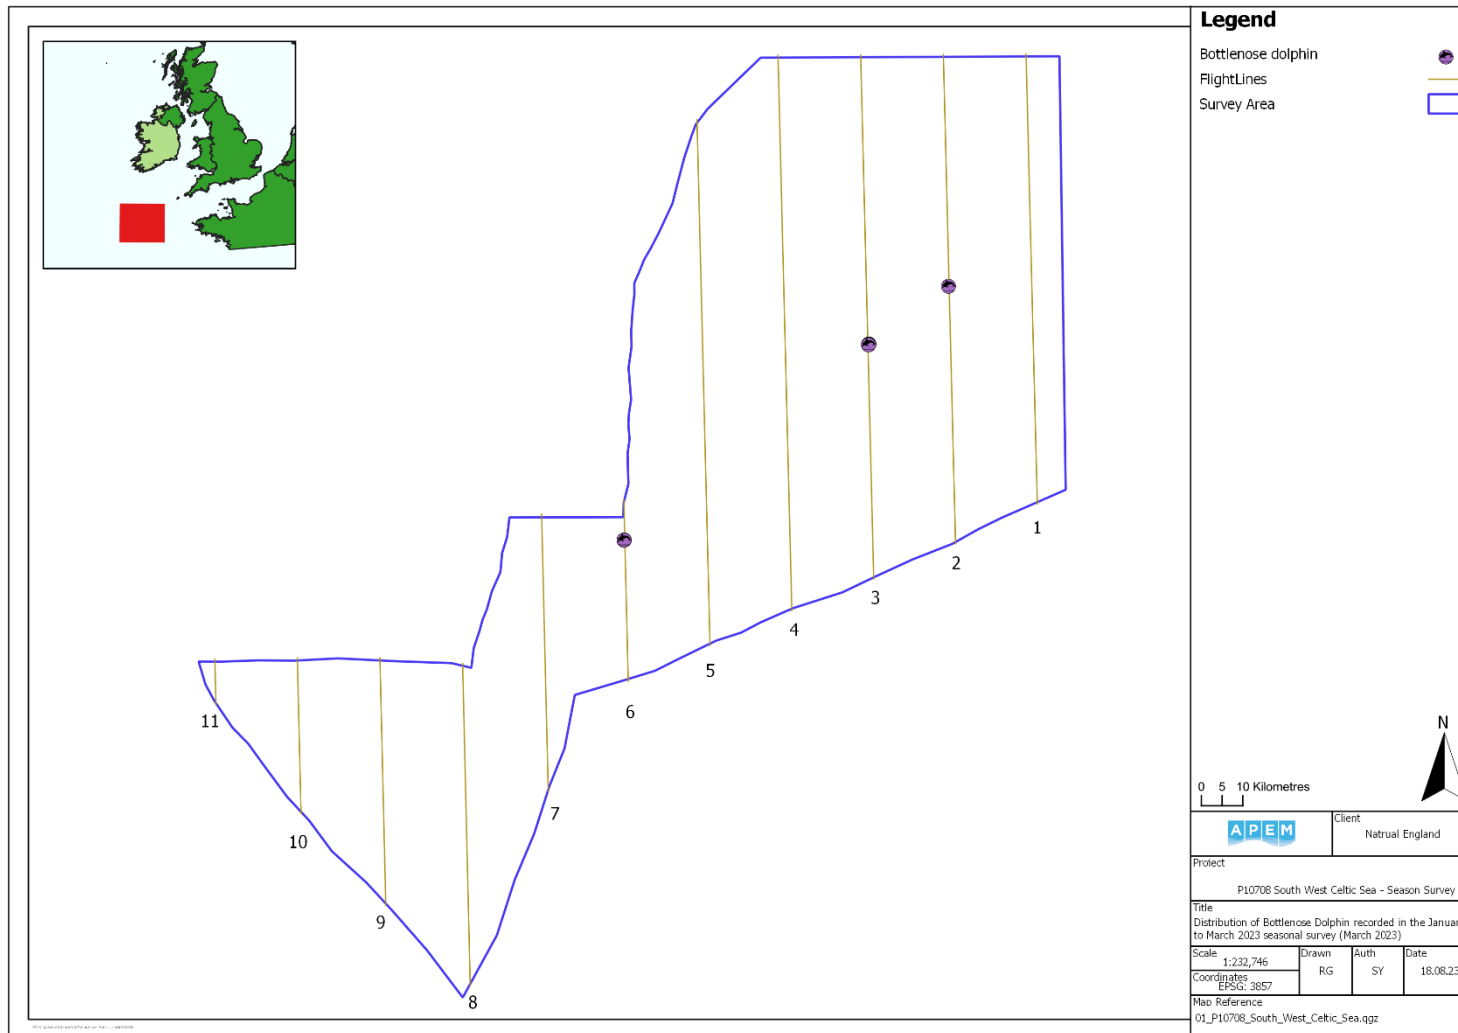 Legend
Bottlenose dolphin
FlightLines
Survey Area
1
2
3
4
5
6
7
8
9
10
11
N
0 5 10 Kilometres
APEM
Client
Natrual England
Project
P10708 South West Celtic Sea - Season Survey
Title
Distribution of Bottlenose Dolphin recorded in the Januar
to March 2023 seasonal survey (March 2023)
Scale
1:232,746
Coordinates
EPSG: 3857
Drawn
RG
Auth
SY
Date
18.08.23
Map Reference
01_P10708_South_West_Celtic_Sea.qgz